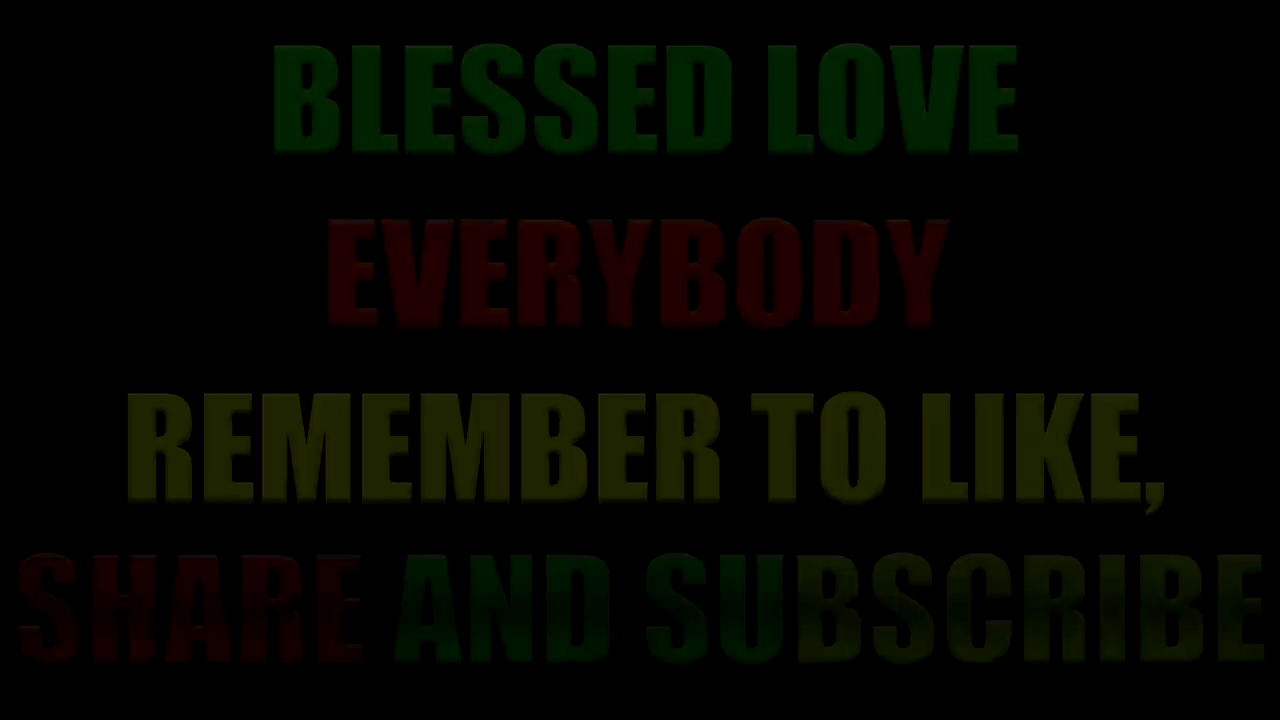 BLESSED LOVE
EVERYBODY
REMEMBER TO LIKE,
SHARE AND SUBSCRIBE